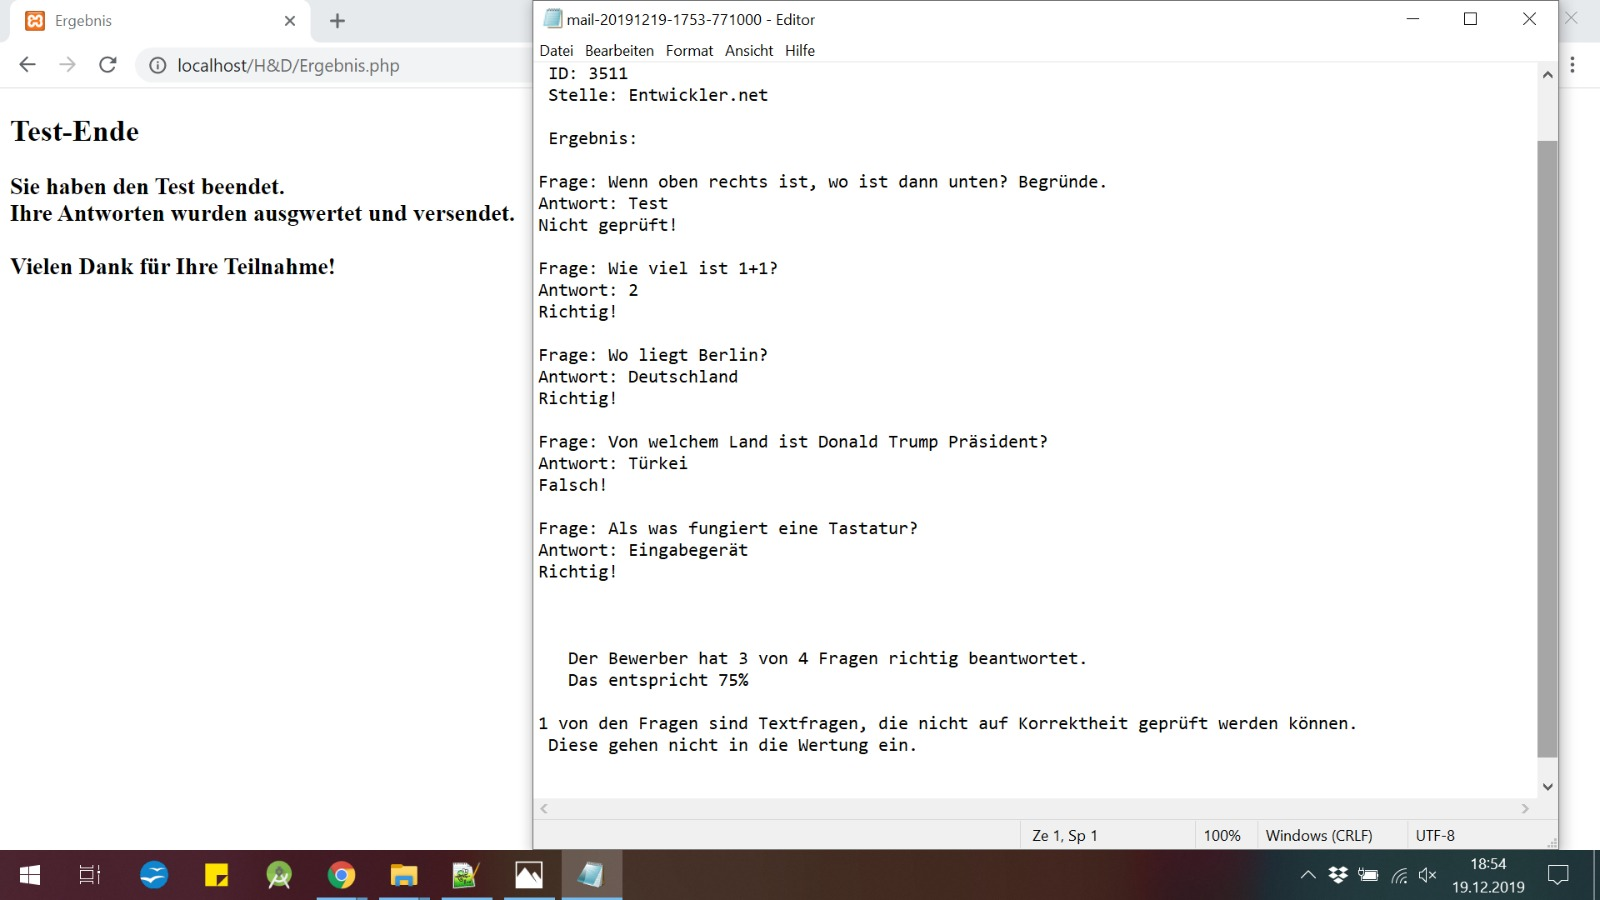 Ergebnis
localhost/H&D/Ergebnis.php
Test-Ende
Sie haben den Test beendet.
Ihre Antworten wurden ausgwertet und versendet.
Vielen Dank für Ihre Teilnahme!
mail-20191219-1753-771000 - Editor
Datei Bearbeiten Format Ansicht Hilfe
ID: 3511
Stelle: Entwickler.net
Ergebnis:
Frage: Wenn oben rechts ist, wo ist dann unten? Begründe.
Antwort: Test
Nicht geprüft!
Frage: Wie viel ist 1+1?
Antwort: 2
Richtig!
Frage: Wo liegt Berlin?
Antwort: Deutschland
Richtig!
Frage: Von welchem Land ist Donald Trump Präsident?
Antwort: Türkei
Falsch!
Frage: Als was fungiert eine Tastatur?
Antwort: Eingabegerät
Richtig!
Der Bewerber hat 3 von 4 Fragen richtig beantwortet.
Das entspricht 75%
1 von den Fragen sind Textfragen, die nicht auf Korrektheit geprüft werden können.
Diese gehen nicht in die Wertung ein.
Ze 1, Sp 1 100% Windows (CRLF) UTF-8
18:54
19.12.2019